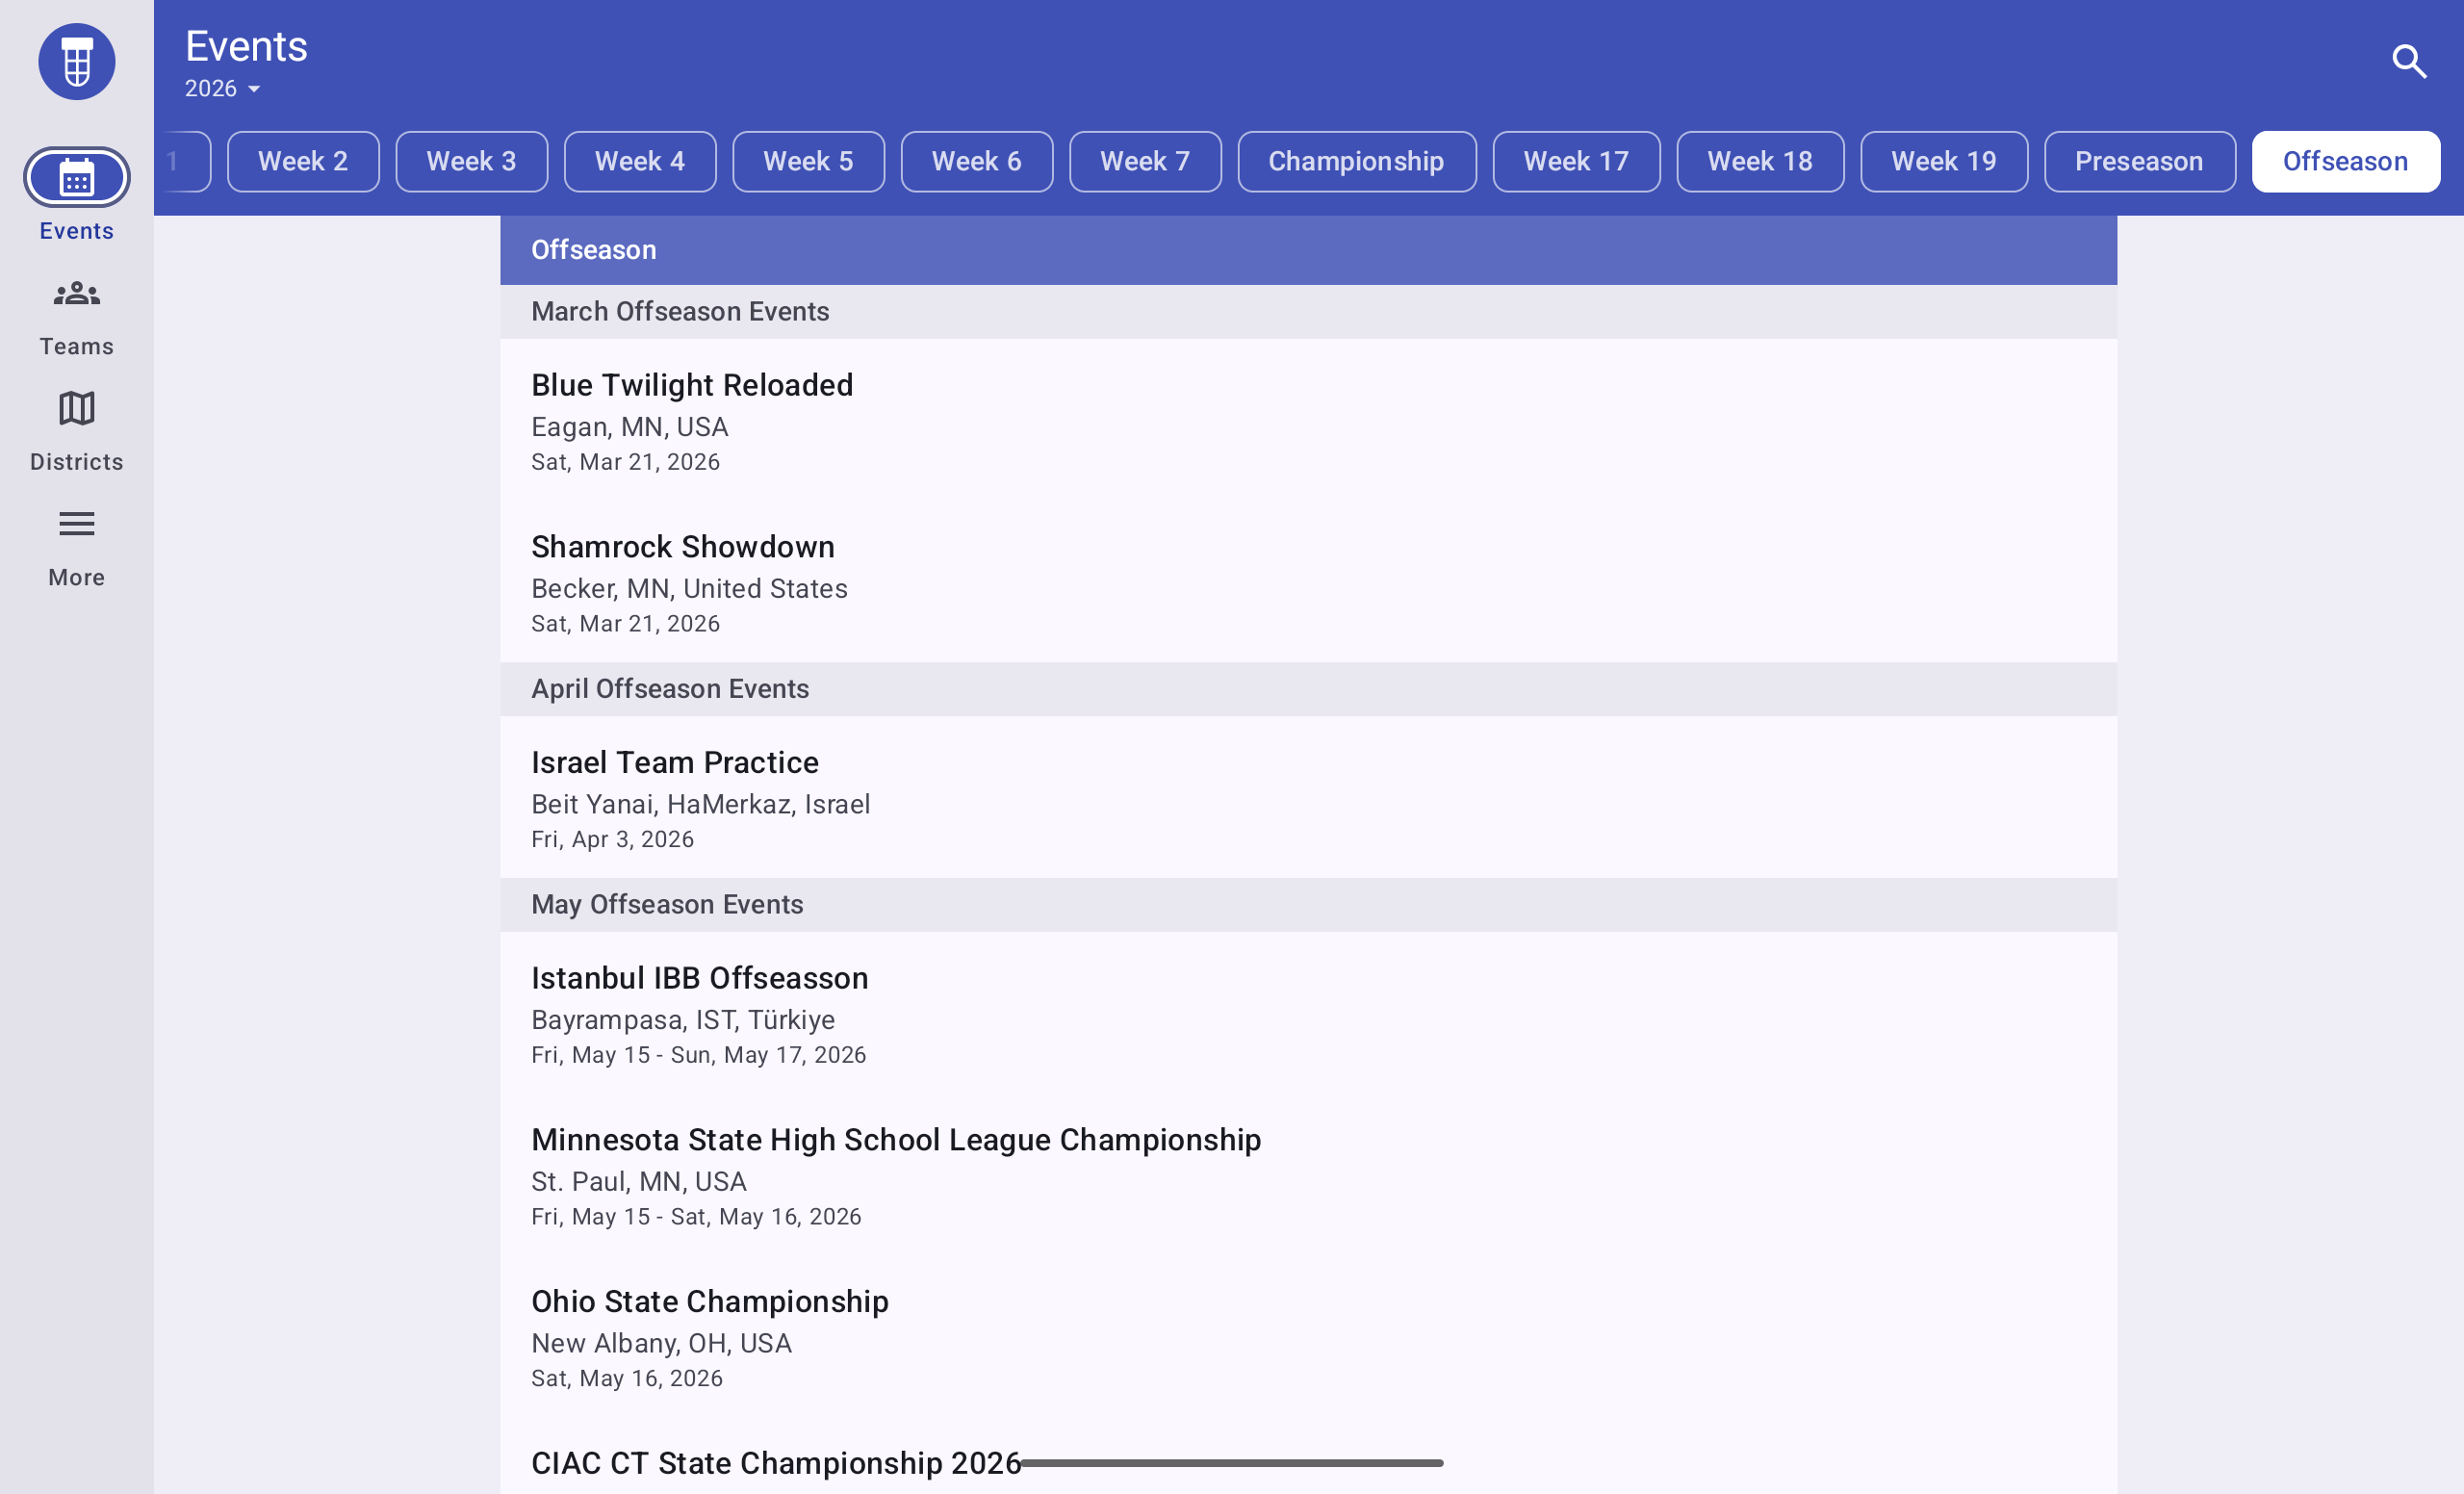 Events
2026
1
Week 2
Week 3
Week 4
Week 5
Week 6
Week 7
Championship
Week 17
Week 18
Week 19
Preseason
Offseason
Events
Teams
Districts
More
Offseason
March Offseason Events
Blue Twilight Reloaded
Eagan, MN, USA
Sat, Mar 21, 2026
Shamrock Showdown
Becker, MN, United States
Sat, Mar 21, 2026
April Offseason Events
Israel Team Practice
Beit Yanai, HaMerkaz, Israel
Fri, Apr 3, 2026
May Offseason Events
Istanbul IBB Offseasson
Bayrampasa, IST, Türkiye
Fri, May 15 - Sun, May 17, 2026
Minnesota State High School League Championship
St. Paul, MN, USA
Fri, May 15 - Sat, May 16, 2026
Ohio State Championship
New Albany, OH, USA
Sat, May 16, 2026
CIAC CT State Championship 2026